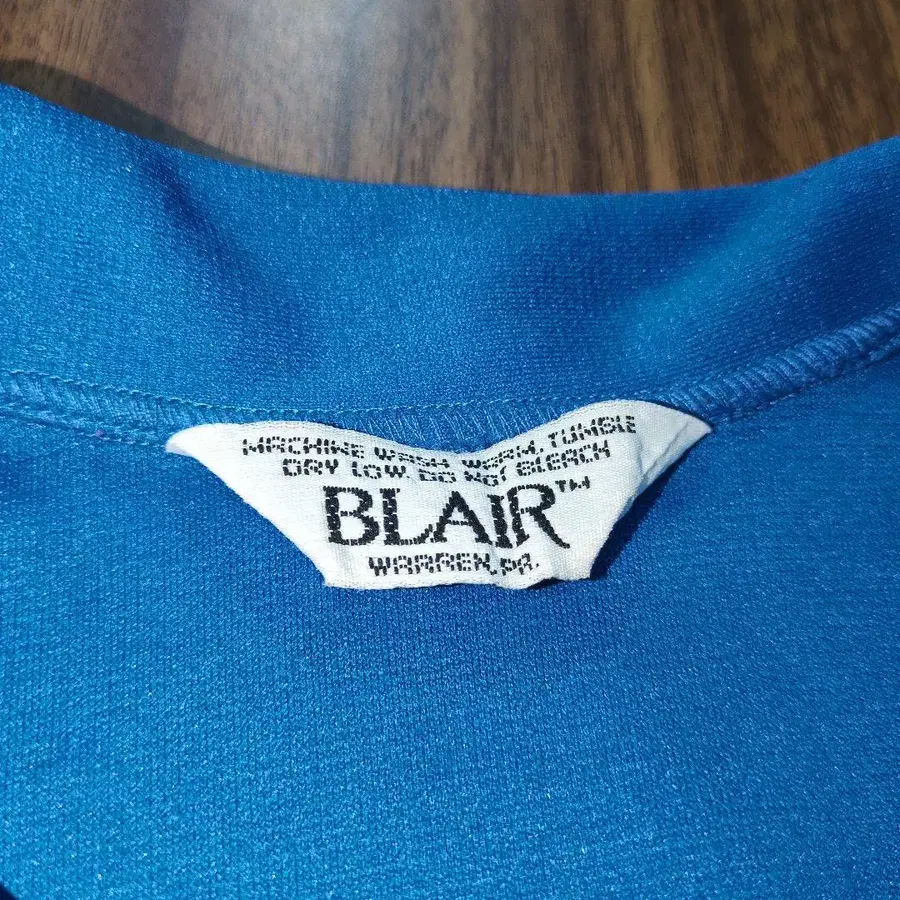 MACHINE WASH WARM, TUMBLE
DRY LOW. DO NOT BLEACH
BLAIR™
WARREN, PA.